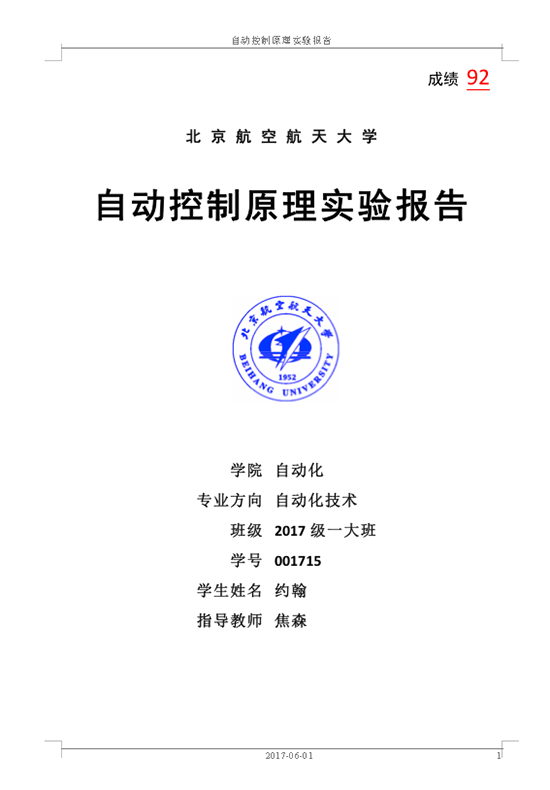 自动控制原理实验报告
成绩 92
北京航空航天大学
自动控制原理实验报告
北京航空航天大学
1952
BEIHANG UNIVERSITY
学院 自动化
专业方向 自动化技术
班级 2017 级一大班
学号 001715
学生姓名 约翰
指导教师 焦森
2017-06-01 1